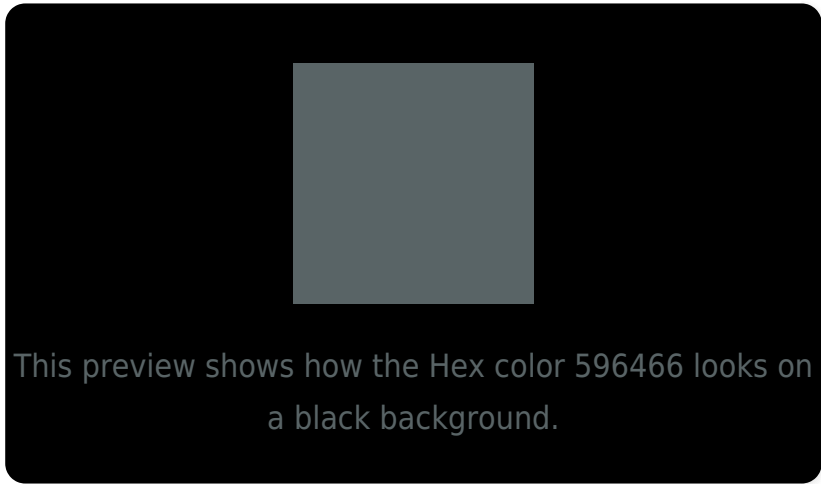 This preview shows how the Hex color 596466 looks on
a black background.